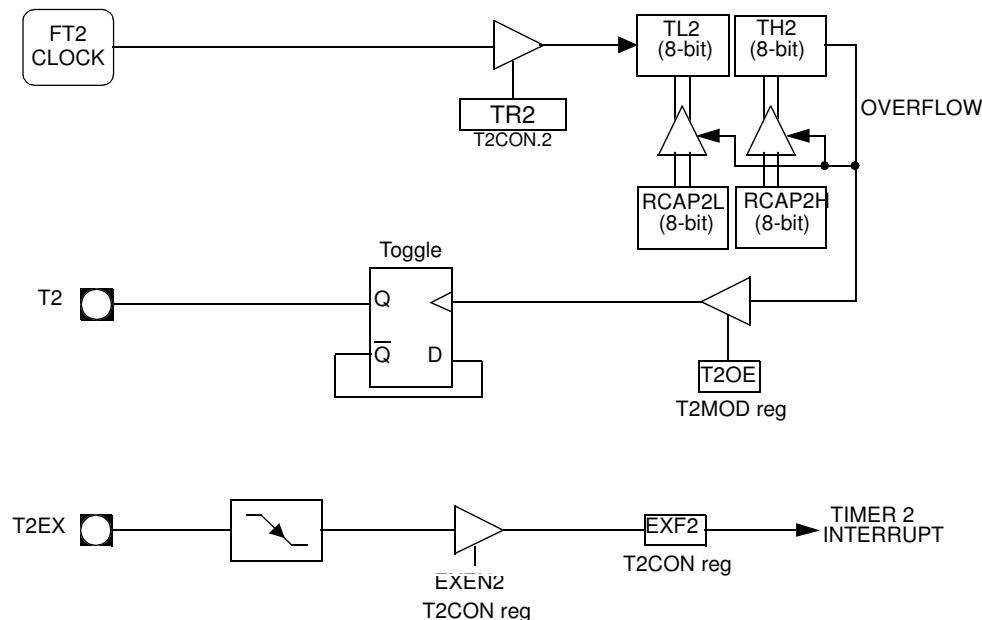 FT2
CLOCK
TL2
(8-bit)
TH2
(8-bit)
TR2
T2CON.2
OVERFLOW
RCAP2L
(8-bit)
RCAP2H
(8-bit)
Toggle
T2
Q
Q
D
T2OE
T2MOD reg
T2EX
EXEN2
T2CON reg
EXF2
T2CON reg
TIMER 2
INTERRUPT